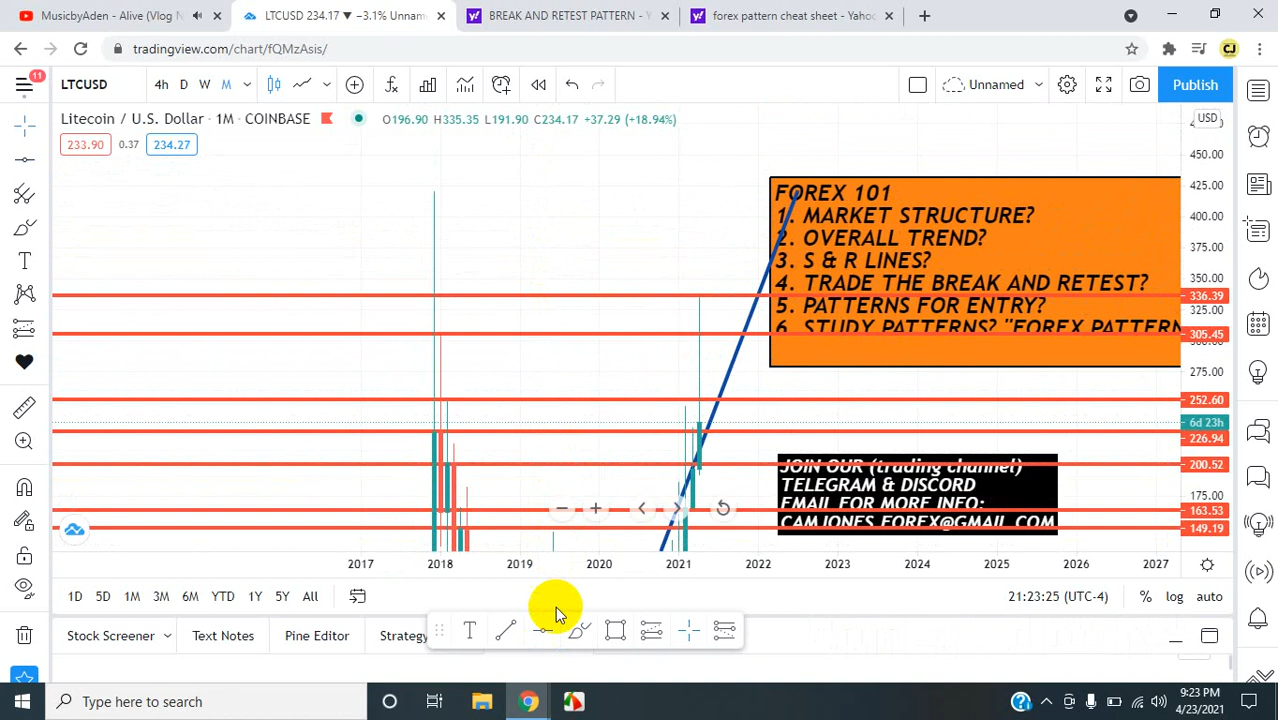 MusicbyAden - Alive (Vlog N
LTCUSD 234.17 ▼ −3.1% Unnam
BREAK AND RETEST PATTERN - Y
forex pattern cheat sheet - Yahoo
tradingview.com/chart/fQMzAsis/
CJ
11
LTCUSD
4h D W M
Unnamed
Publish
Litecoin / U.S. Dollar · 1M · COINBASE
O196.90 H335.35 L191.90 C234.17 +37.29 (+18.94%)
USD
233.90 0.37 234.27
450.00
425.00
400.00
375.00
350.00
336.39
325.00
305.45
275.00
252.60
6d 23h
226.94
200.52
175.00
163.53
149.19
FOREX 101
1. MARKET STRUCTURE?
2. OVERALL TREND?
3. S & R LINES?
4. TRADE THE BREAK AND RETEST?
5. PATTERNS FOR ENTRY?
6. STUDY PATTERNS? "FOREX PATTERN
JOIN OUR (trading channel)
TELEGRAM & DISCORD
EMAIL FOR MORE INFO:
CAMJONES.FOREX@GMAIL.COM
2017 2018 2019 2020 2021 2022 2023 2024 2025 2026 2027
1D 5D 1M 3M 6M YTD 1Y 5Y All
21:23:25 (UTC-4) % log auto
Stock Screener Text Notes Pine Editor Strategy
Type here to search
9:23 PM
4/23/2021